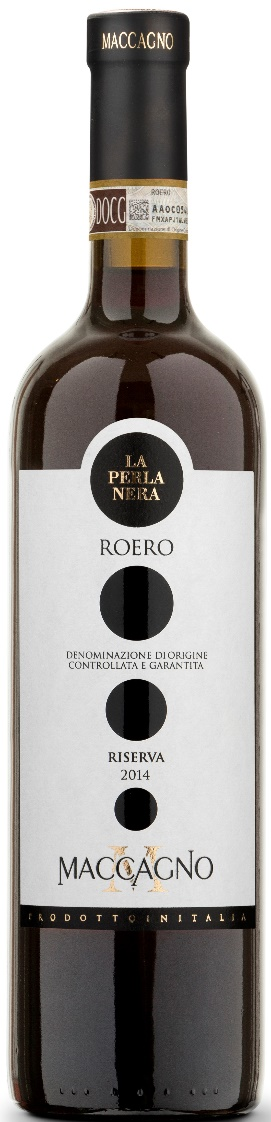 MACCAGNO
DOCG
ROERO
LA
PERLA
NERA
ROERO
DENOMINAZIONE DI ORIGINE
CONTROLLATA E GARANTITA
RISERVA
2014
MACCAGNO
PRODOTTO IN ITALIA